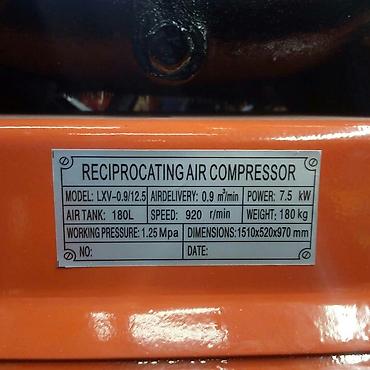 RECIPROCATING AIR COMPRESSOR
MODEL: LXV-0.9/12.5 AIRDELIVERY: 0.9 m³/min POWER: 7.5 kW
AIR TANK: 180L SPEED: 920 r/min WEIGHT: 180 kg
WORKING PRESSURE: 1.25 Mpa DIMENSIONS: 1510x520x970 mm
NO: DATE: